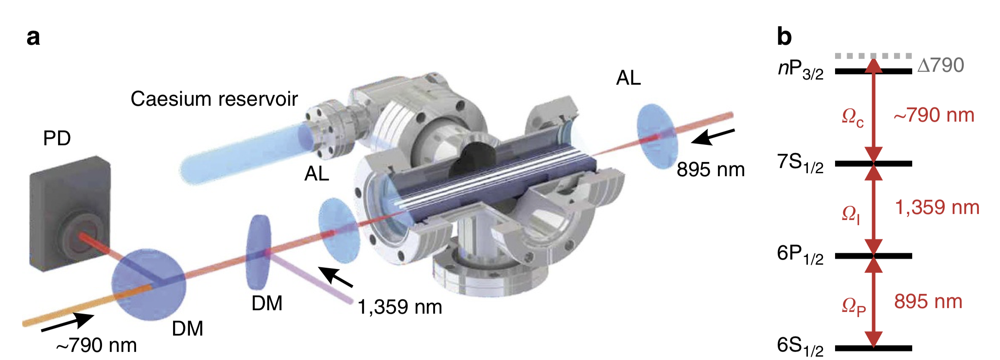 a
Caesium reservoir
PD
AL
AL
895 nm
DM
1,359 nm
DM
~790 nm
b
nP3/2
Δ790
Ωc
~790 nm
7S1/2
ΩI
1,359 nm
6P1/2
ΩP
895 nm
6S1/2